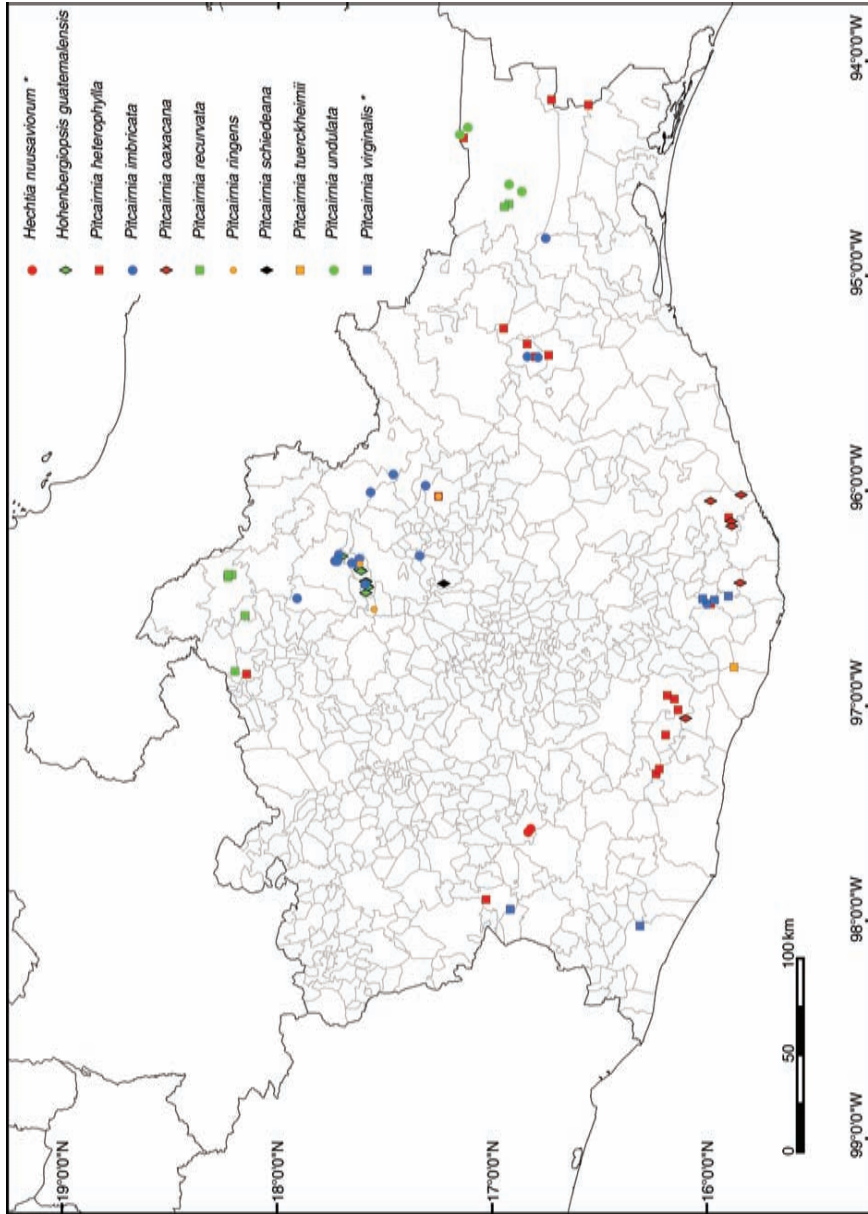 Hechtia nuusaviorum *
Hohenbergiopsis guatemalensis
Pitcairnia heterophylla
Pitcairnia imbricata
Pitcairnia oaxacana
Pitcairnia recurvata
Pitcairnia ringens
Pitcairnia schiedeana
Pitcairnia tuerckheimii
Pitcairnia undulata
Pitcairnia virginalis *
19°0'0"N
18°0'0"N
17°0'0"N
16°0'0"N
0 50 100 km
99°0'0"W 98°0'0"W 97°0'0"W 96°0'0"W 95°0'0"W 94°0'0"W